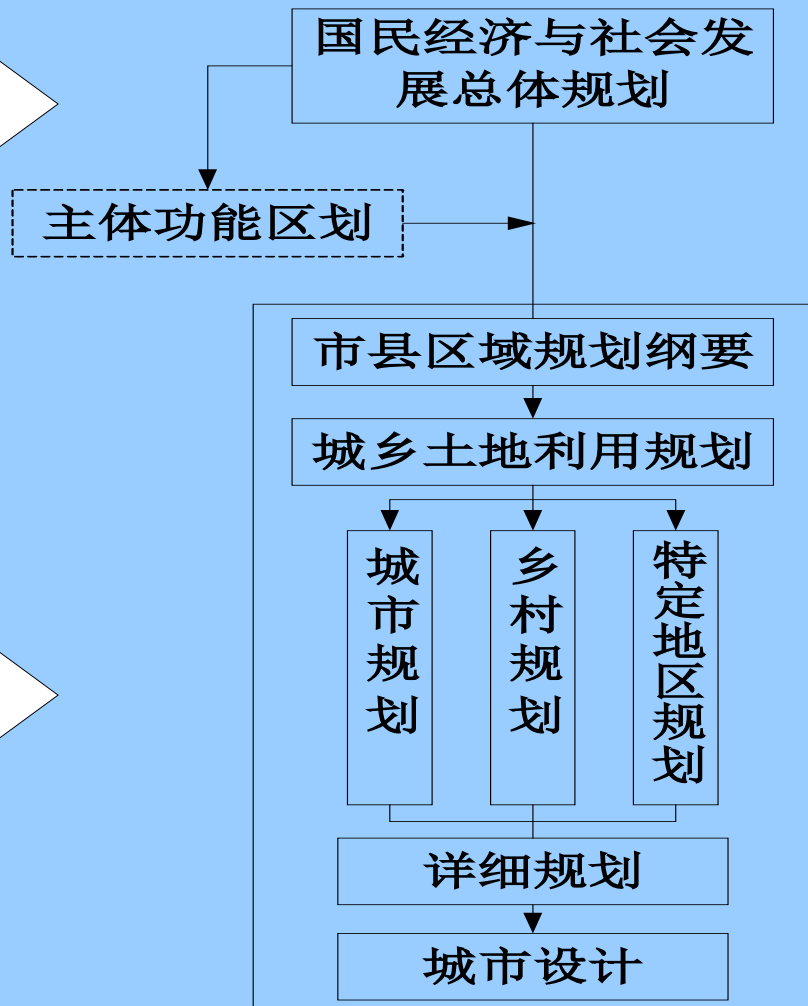 国民经济与社会发
展总体规划
主体功能区划
市县区域规划纲要
城乡土地利用规划
城市规划
乡村规划
特定地区规划
详细规划
城市设计